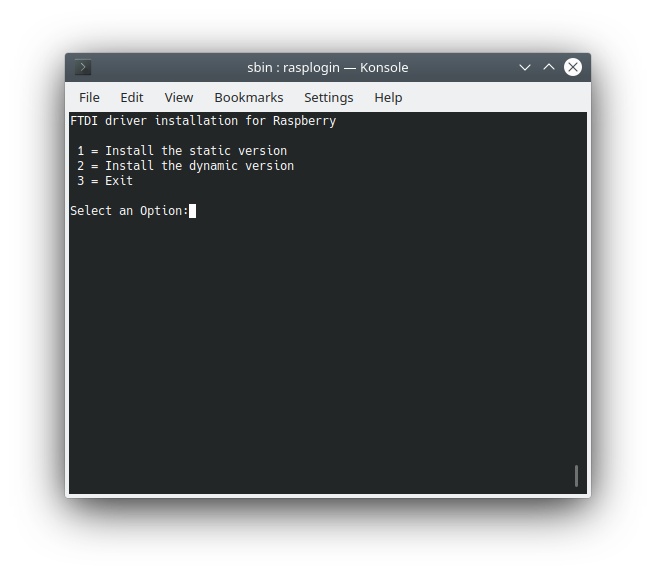 sbin : rasplogin — Konsole
File Edit View Bookmarks Settings Help
FTDI driver installation for Raspberry
1 = Install the static version
2 = Install the dynamic version
3 = Exit
Select an Option: